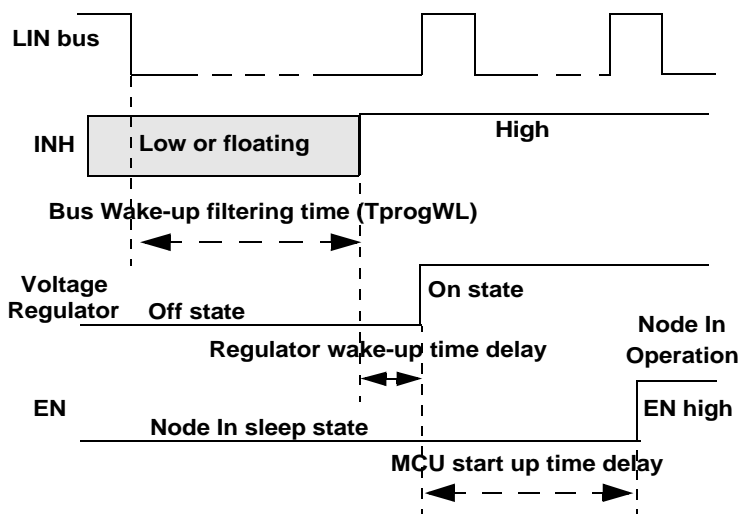 LIN bus
INH
Low or floating
High
Bus Wake-up filtering time (TprogWL)
Voltage
Regulator
Off state
On state
Regulator wake-up time delay
Node In
Operation
EN
Node In sleep state
EN high
MCU start up time delay